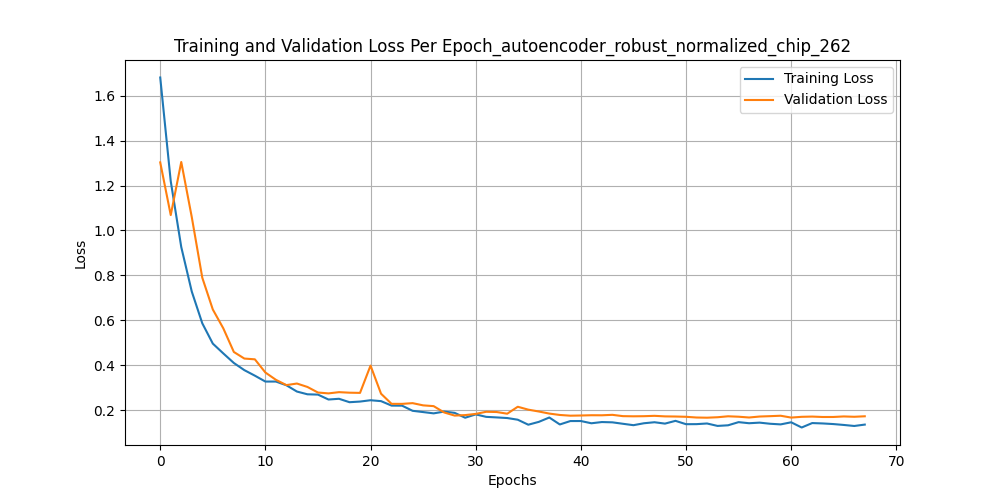 Training and Validation Loss Per Epoch_autoencoder_robust_normalized_chip_262
Training Loss
Validation Loss
1.6
1.4
1.2
1.0
0.8
0.6
0.4
0.2
Loss
0 10 20 30 40 50 60 70
Epochs